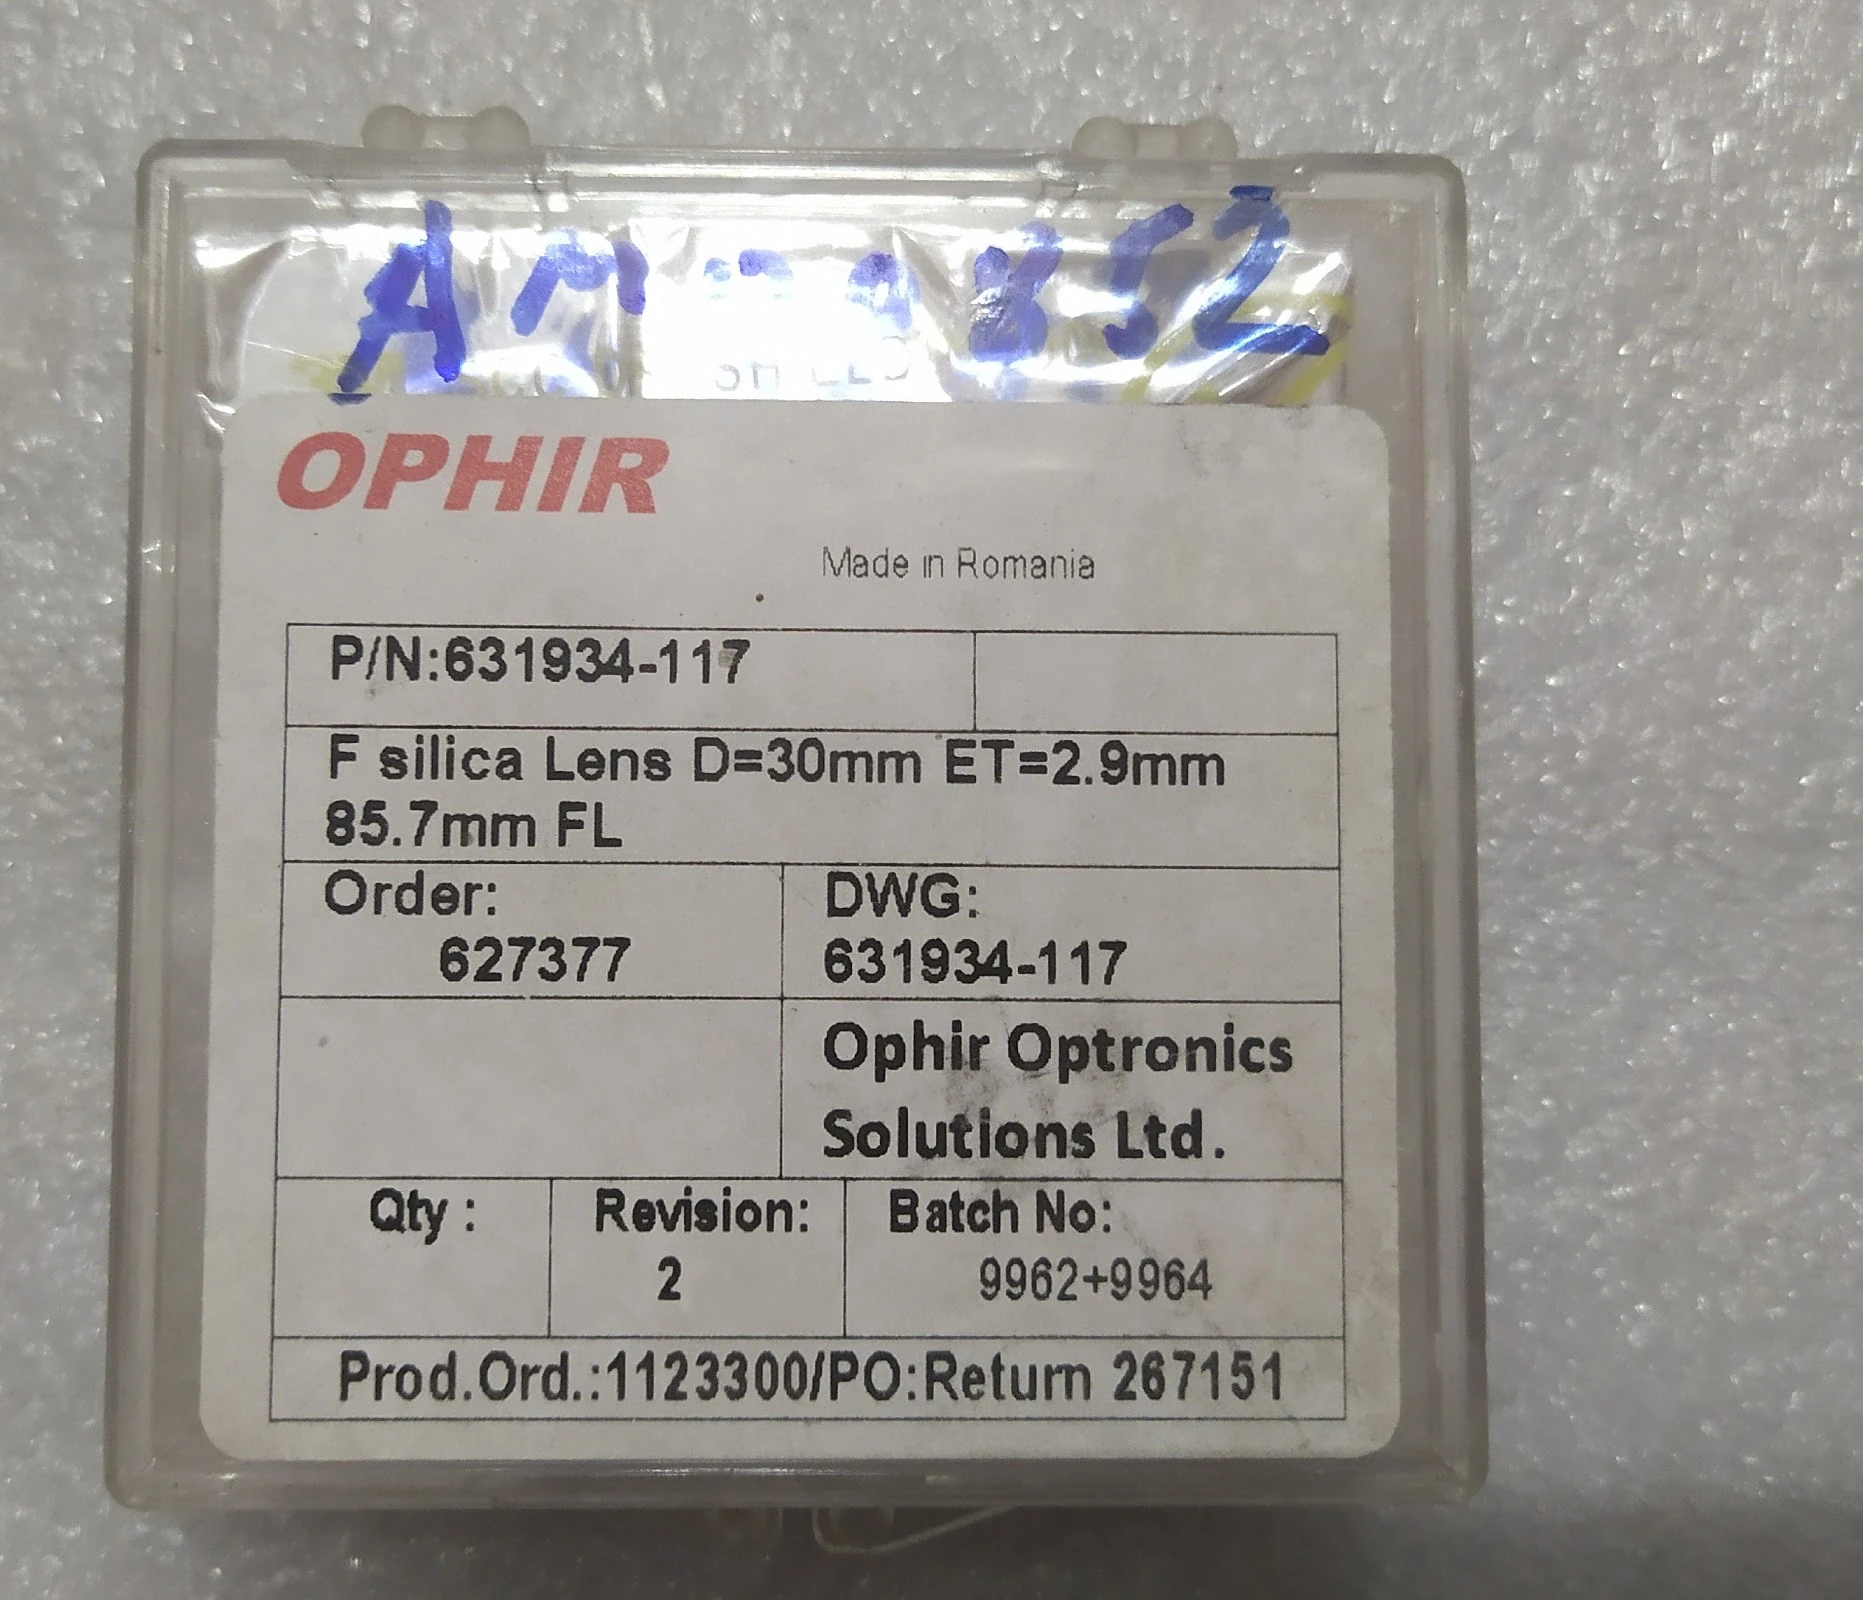 OPHIR
Made in Romania
P/N:631934-117
F silica Lens D=30mm ET=2.9mm
85.7mm FL
Order:
627377
DWG:
631934-117
Ophir Optronics
Solutions Ltd.
Qty :
Revision:
2
Batch No:
9962+9964
Prod.Ord.:1123300/PO:Return 267151